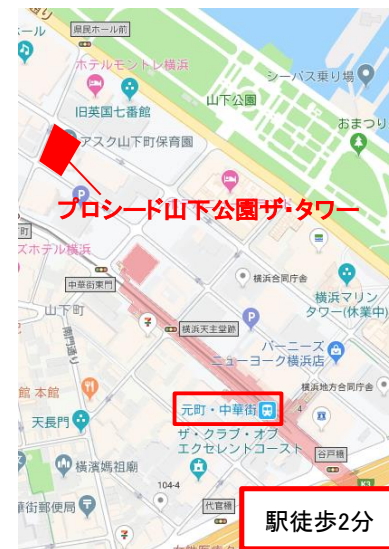 県民ホール前
ール
ホテルモントレ横浜
シーバス乗り場
旧英国七番館
山下公園
おまつり
アスク山下町保育園
プロシード山下公園ザ・タワー
町
ズホテル横浜
中華街東門
横浜合同庁舎
横浜マリン
タワー(休業中)
山下町
横浜天主堂跡
南門通り
バーニーズ
ニューヨーク横浜店
館 本館
横浜地方合同庁舎
元町・中華街
4
天長門
ザ・クラブ・オブ
エクセレントコースト
谷戸橋
横濱媽祖廟
104-4
街郵便局
代官橋
駅徒歩2分